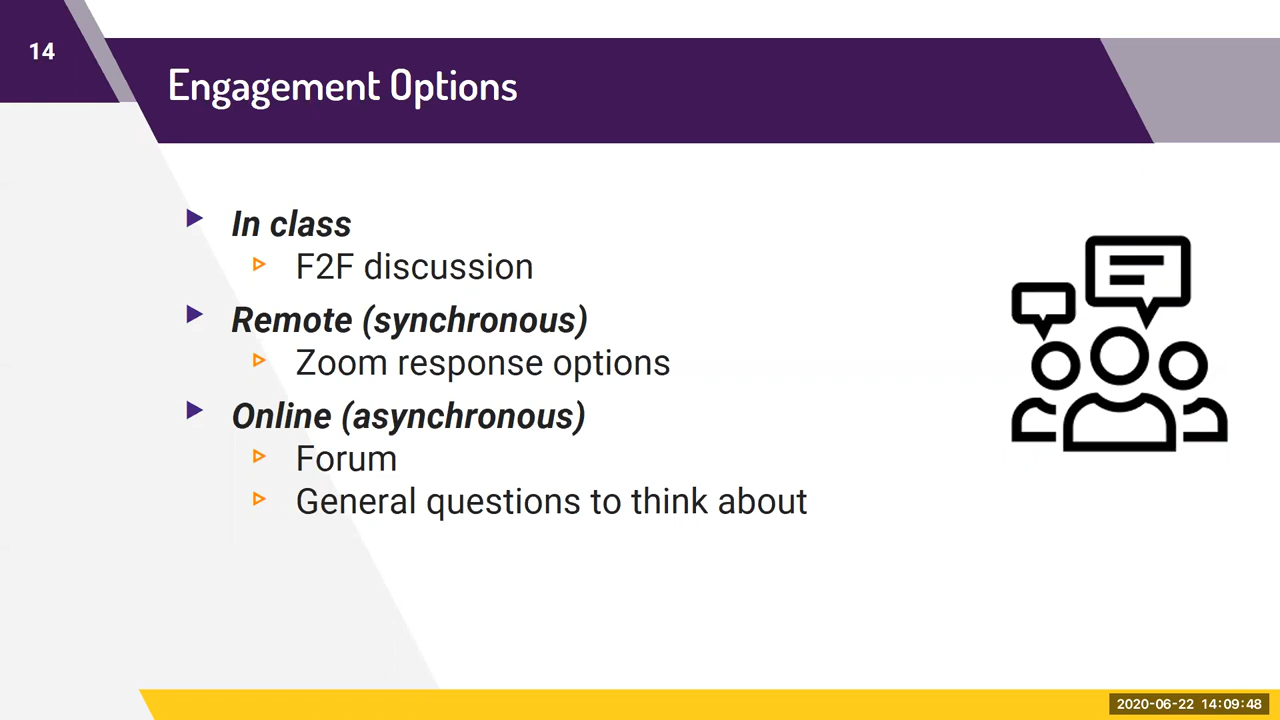 14
Engagement Options
In class
F2F discussion
Remote (synchronous)
Zoom response options
Online (asynchronous)
Forum
General questions to think about
2020-06-22 14:09:48